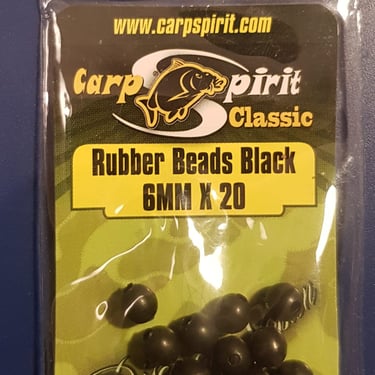 www.carpspirit.com
Carp Spirit
Classic
Rubber Beads Black
6MM X 20